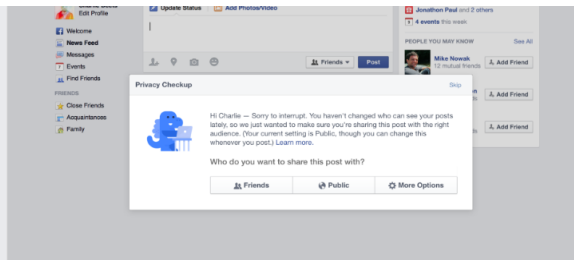 Edit Profile
Welcome
News Feed
Messages
Events
Find Friends
FRIENDS
Close Friends
Acquaintances
Family
Update Status
Add Photos/Video
Friends
Post
Jonathon Paul and 2 others
4 events this week
PEOPLE YOU MAY KNOW See All
Mike Nowak
12 mutual friends
Add Friend
Add Friend
Add Friend
Privacy Checkup Skip
Hi Charlie — Sorry to interrupt. You haven't changed who can see your posts
lately, so we just wanted to make sure you're sharing this post with the right
audience. (Your current setting is Public, though you can change this
whenever you post.) Learn more.
Who do you want to share this post with?
Friends Public More Options